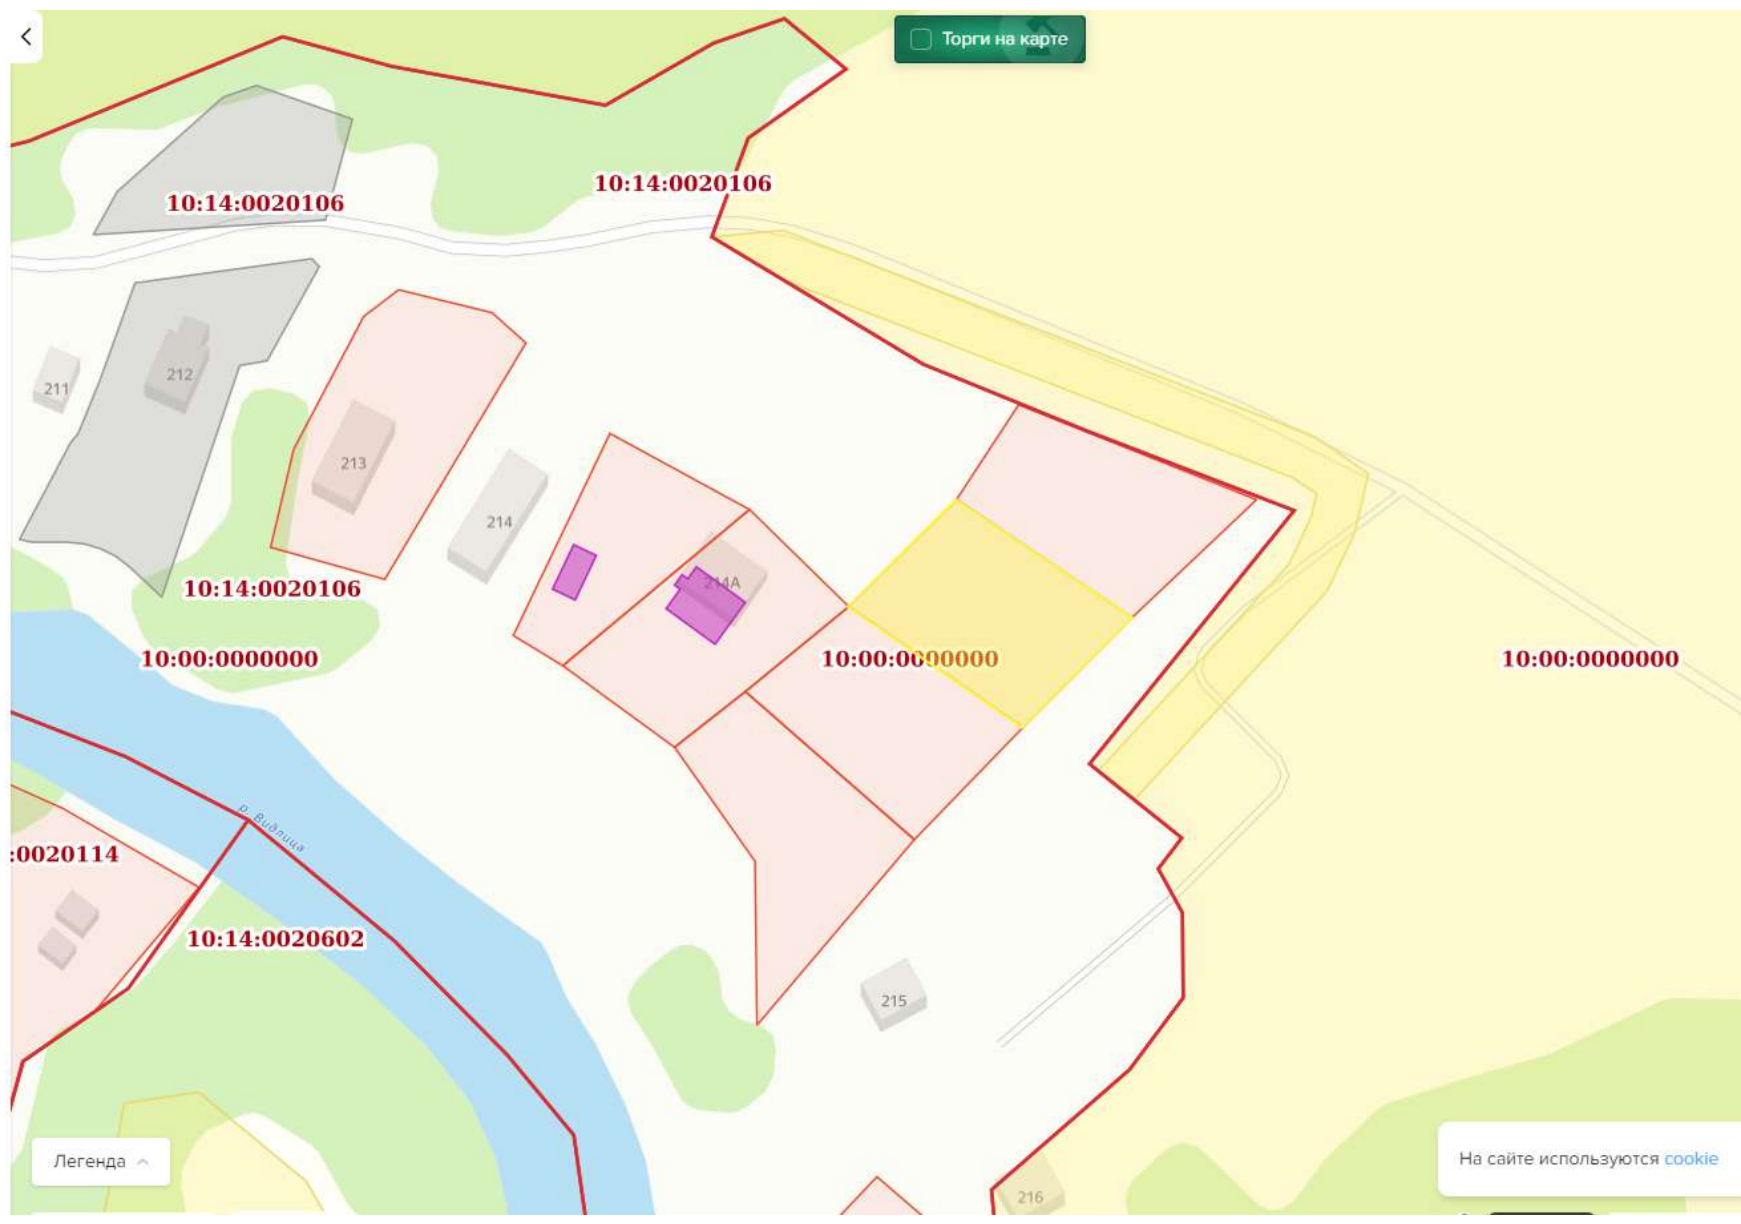 Торги на карте
10:14:0020106
10:14:0020106
211
212
213
214
214А
10:14:0020106
10:00:0000000
10:00:0000000
10:00:0000000
р. Видлица
:0020114
10:14:0020602
215
Легенда
На сайте используются cookie
216